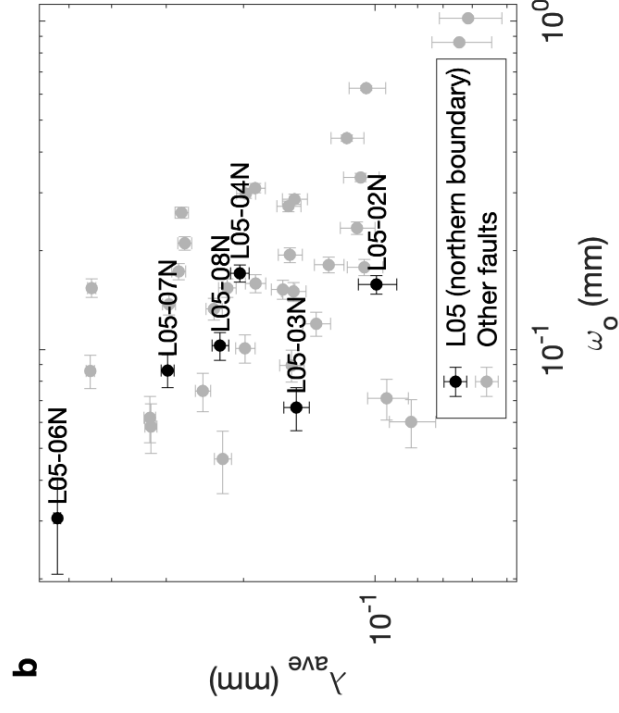 b
L05-06N
L05-07N
L05-08N
L05-04N
L05-03N
L05-02N
L05 (northern boundary)
Other faults
10⁻¹
λave (mm)
10⁻¹
10⁰
ωo (mm)